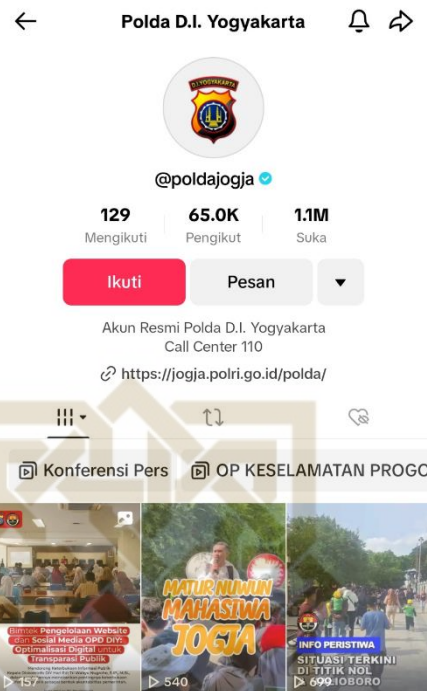 Polda D.I. Yogyakarta
D.I YOGYAKARTA
@poldajogja
129 65.0K 1.1M
Mengikuti Pengikut Suka
Ikuti Pesan
Akun Resmi Polda D.I. Yogyakarta
Call Center 110
https://jogja.polri.go.id/polda/
Konferensi Pers OP KESELAMATAN PROGO
Bimtek Pengelolaan Website
dan Sosial Media OPD DIY:
Optimalisasi Digital untuk
Transparasi Publik
157
MATUR NUWUN
MAHASIWA
JOGJA
540
INFO PERISTIWA
SITUASI TERKINI
DI TITIK NOL
MALIOBORO
699